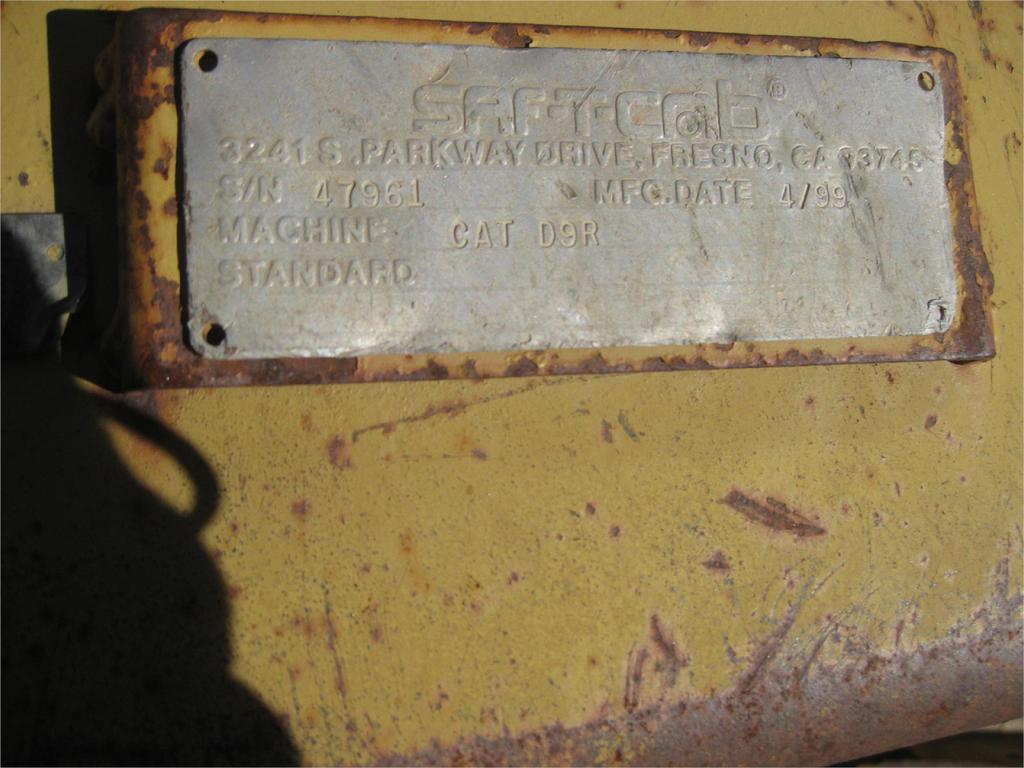 SAF-T-Cab®
3241 S. PARKWAY DRIVE, FRESNO, CA 93745
S/N 47961 MFG. DATE 4/99
MACHINE CAT D9R
STANDARD